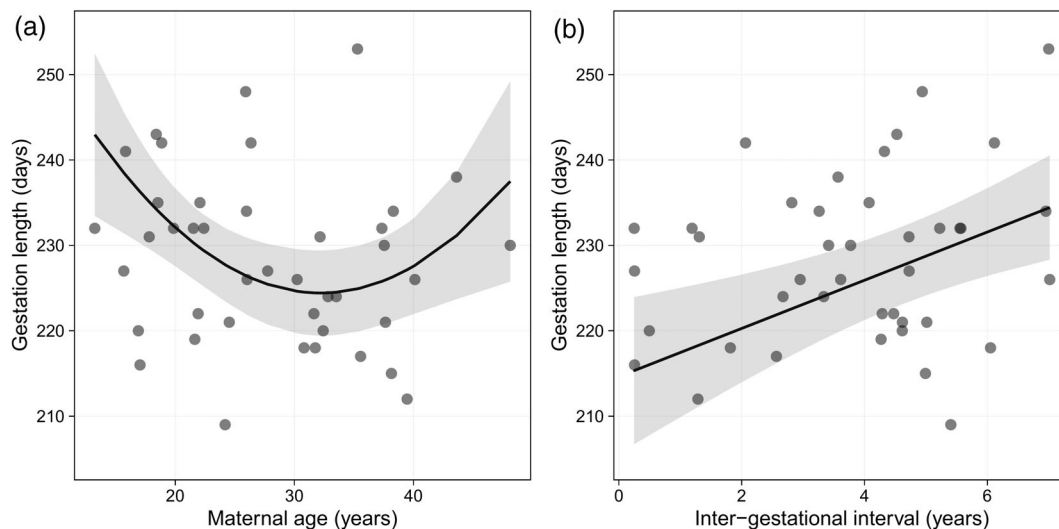 (a)
250
240
230
220
210
Gestation length (days)
20
30
40
Maternal age (years)
(b)
250
240
230
220
210
Gestation length (days)
0
2
4
6
Inter−gestational interval (years)